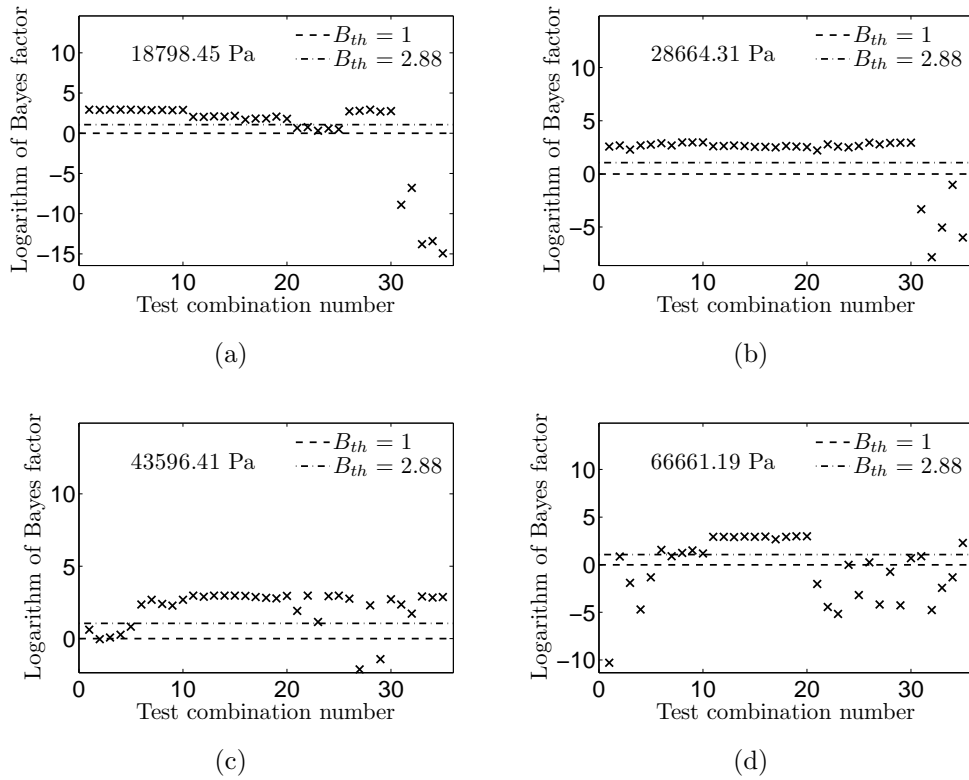 Logarithm of Bayes factor
10
5
0
−5
−10
−15
18798.45 Pa
B_th = 1
B_th = 2.88
0 10 20 30
Test combination number
(a)
Logarithm of Bayes factor
10
5
0
−5
28664.31 Pa
B_th = 1
B_th = 2.88
0 10 20 30
Test combination number
(b)
Logarithm of Bayes factor
10
5
0
43596.41 Pa
B_th = 1
B_th = 2.88
0 10 20 30
Test combination number
(c)
Logarithm of Bayes factor
10
5
0
−5
−10
66661.19 Pa
B_th = 1
B_th = 2.88
0 10 20 30
Test combination number
(d)